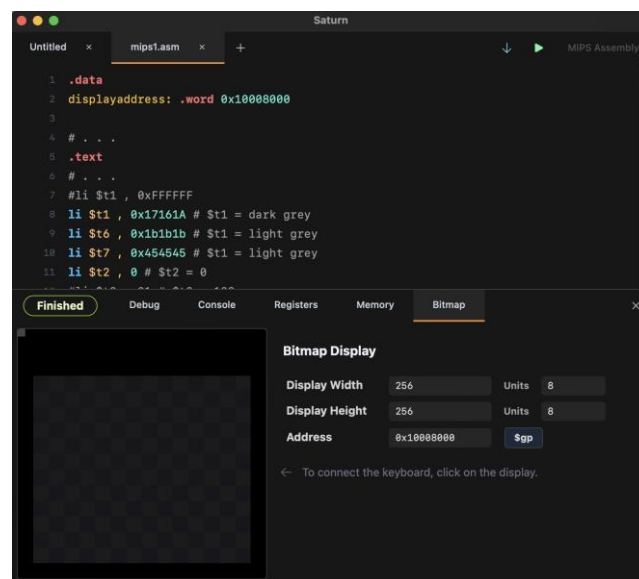 Saturn
Untitled × mips1.asm × + MIPS Assembly
1 .data
2 displayaddress: .word 0x10008000
3
4 # . . .
5 .text
6 # . . .
7 #li $t1 , 0xFFFFFF
8 li $t1 , 0x17161A # $t1 = dark grey
9 li $t6 , 0x1b1b1b # $t1 = light grey
10 li $t7 , 0x454545 # $t1 = light grey
11 li $t2 , 0 # $t2 = 0
Finished Debug Console Registers Memory Bitmap ×
Bitmap Display
Display Width 256 Units 8
Display Height 256 Units 8
Address 0x10008000 $gp
← To connect the keyboard, click on the display.